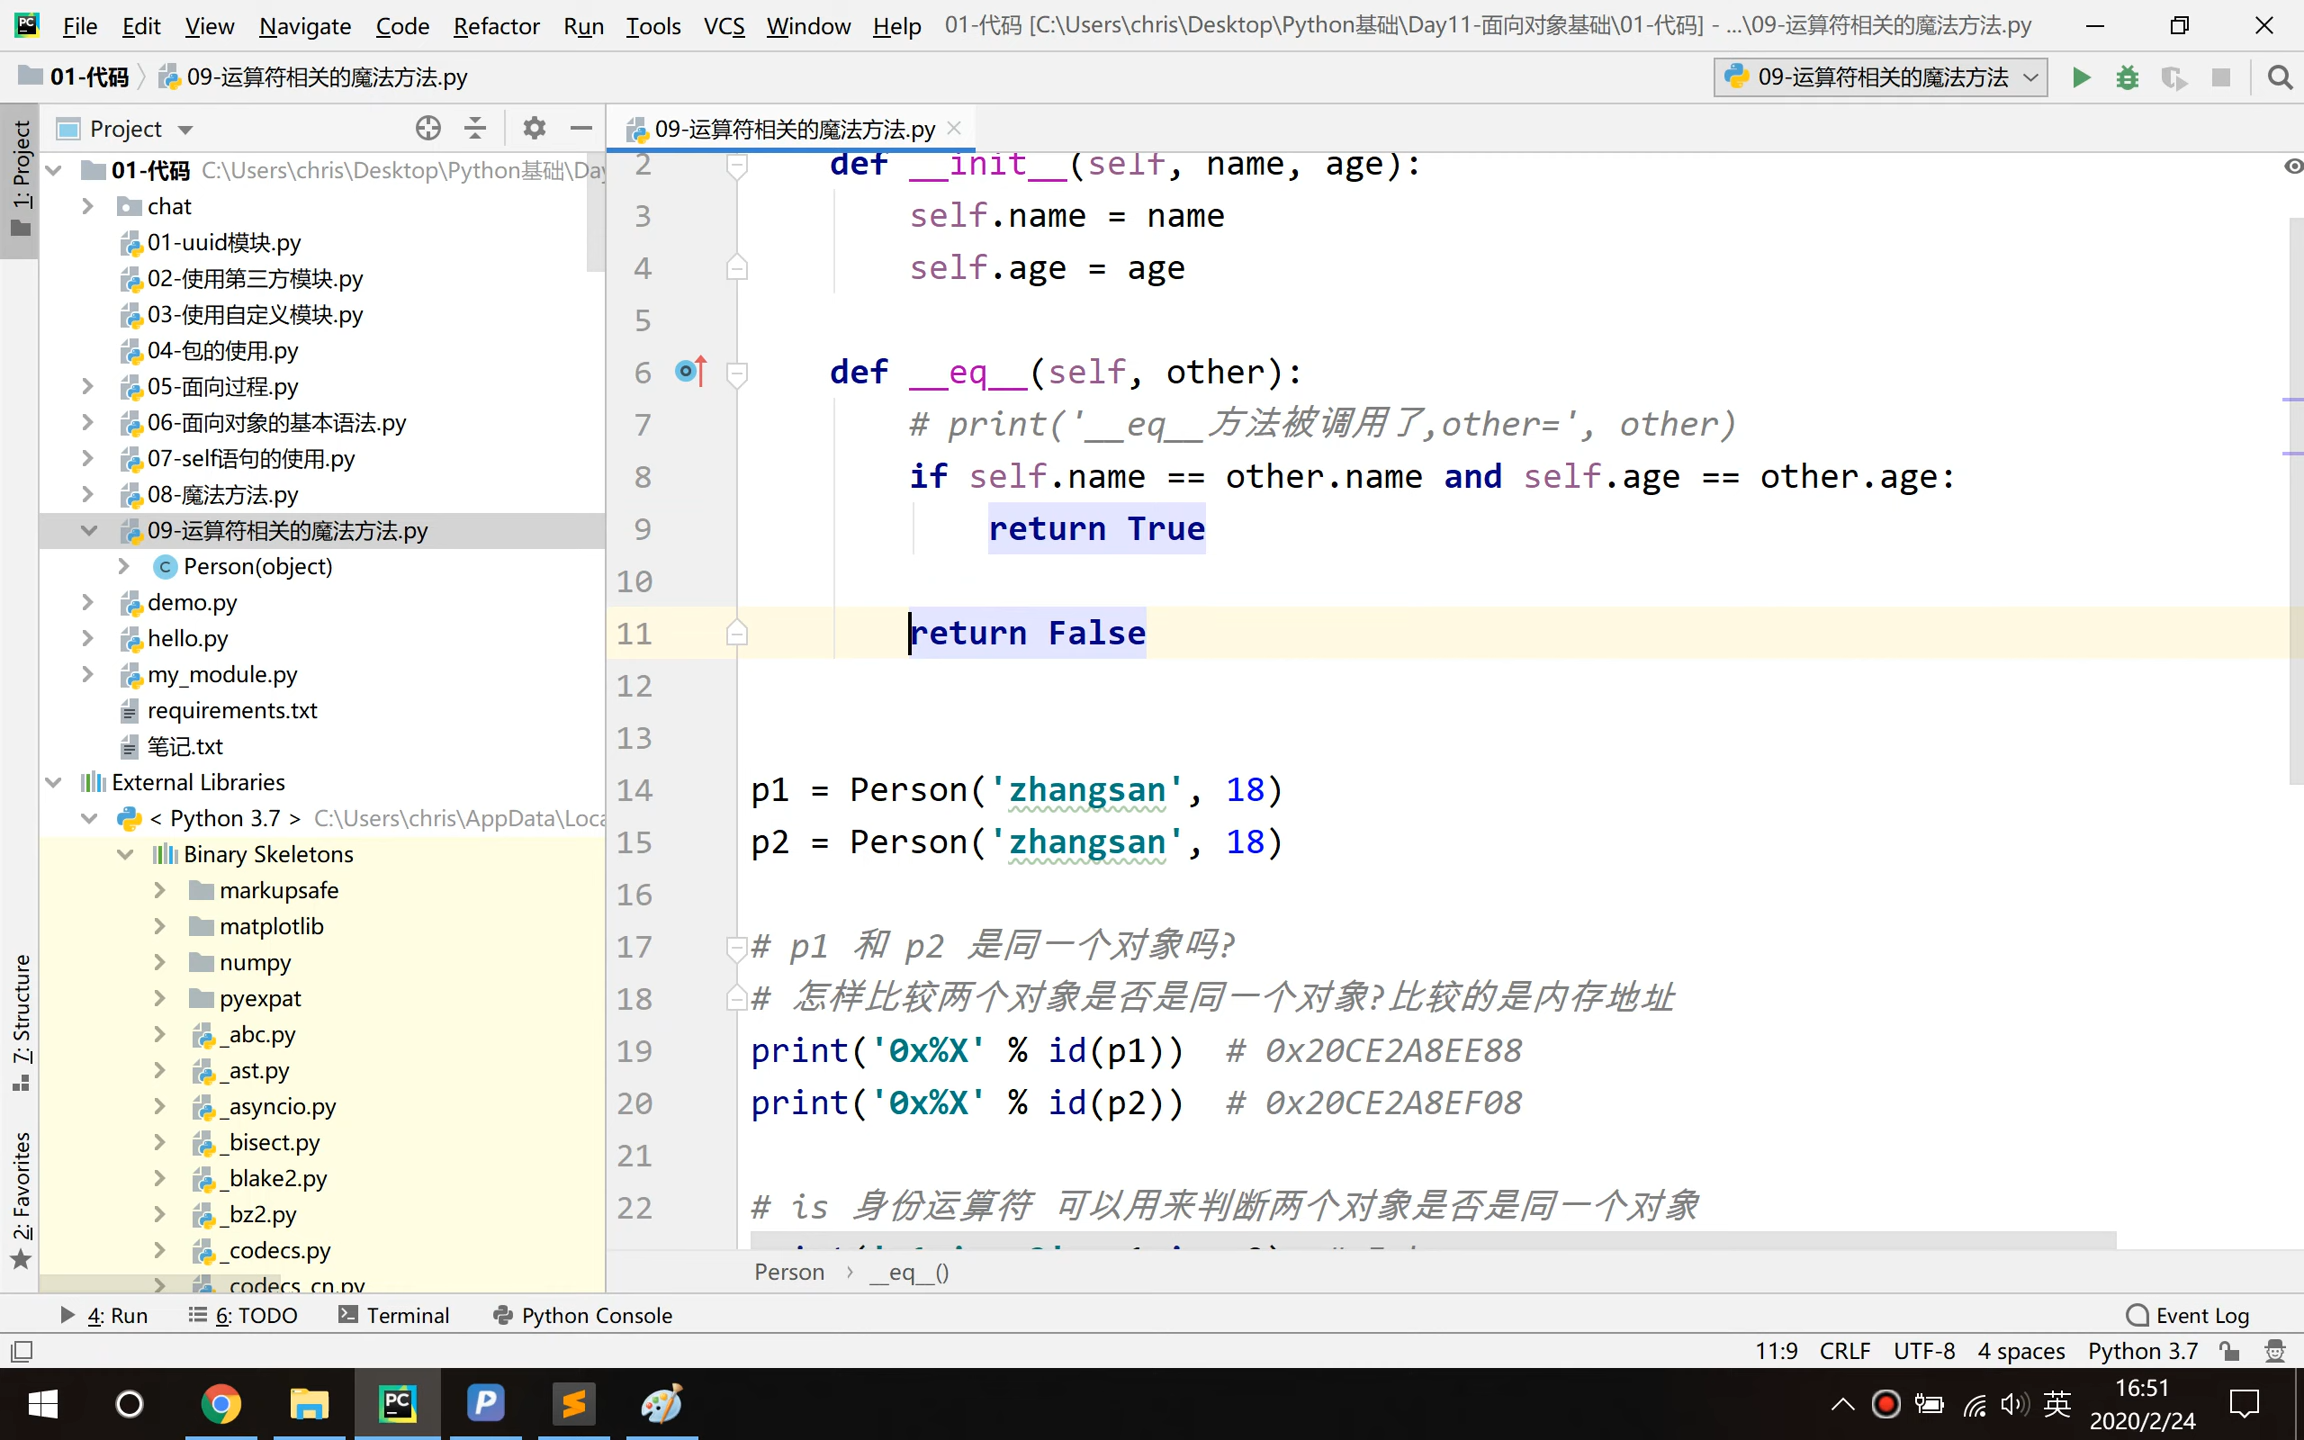 File Edit View Navigate Code Refactor Run Tools VCS Window Help 01-代码 [C:\Users\chris\Desktop\Python基础\Day11-面向对象基础\01-代码] - ...\09-运算符相关的魔法方法.py
01-代码 09-运算符相关的魔法方法.py 09-运算符相关的魔法方法
1: Project
7: Structure
2: Favorites
Project
01-代码 C:\Users\chris\Desktop\Python基础\Day
chat
01-uuid模块.py
02-使用第三方模块.py
03-使用自定义模块.py
04-包的使用.py
05-面向过程.py
06-面向对象的基本语法.py
07-self语句的使用.py
08-魔法方法.py
09-运算符相关的魔法方法.py
Person(object)
demo.py
hello.py
my_module.py
requirements.txt
笔记.txt
External Libraries
< Python 3.7 > C:\Users\chris\AppData\Loca
Binary Skeletons
markupsafe
matplotlib
numpy
pyexpat
_abc.py
_ast.py
_asyncio.py
_bisect.py
_blake2.py
_bz2.py
_codecs.py
_codecs_cn.py
09-运算符相关的魔法方法.py
2 def __init__(self, name, age):
3 self.name = name
4 self.age = age
5
6 def __eq__(self, other):
7 # print('__eq__方法被调用了,other=', other)
8 if self.name == other.name and self.age == other.age:
9 return True
10
11 return False
12
13
14 p1 = Person('zhangsan', 18)
15 p2 = Person('zhangsan', 18)
16
17 # p1 和 p2 是同一个对象吗?
18 # 怎样比较两个对象是否是同一个对象?比较的是内存地址
19 print('0x%X' % id(p1)) # 0x20CE2A8EE88
20 print('0x%X' % id(p2)) # 0x20CE2A8EF08
21
22 # is 身份运算符 可以用来判断两个对象是否是同一个对象
Person › __eq__()
4: Run 6: TODO Terminal Python Console Event Log
11:9 CRLF UTF-8 4 spaces Python 3.7
英
16:51
2020/2/24